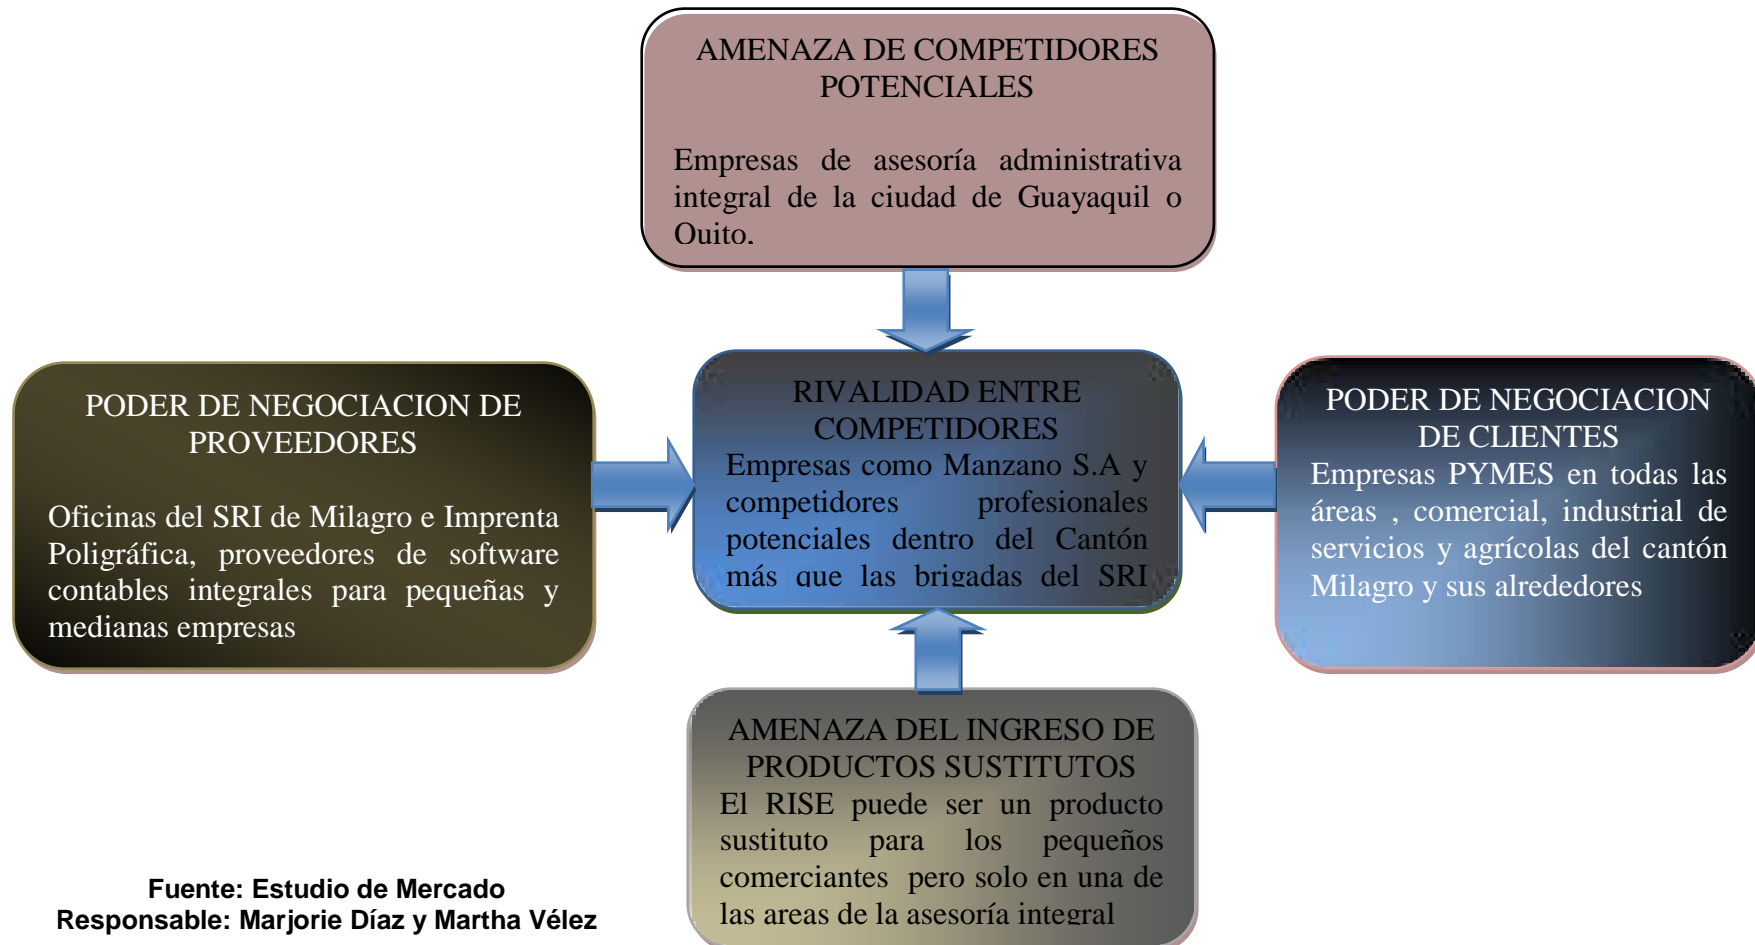 AMENAZA DE COMPETIDORES
POTENCIALES
Empresas de asesoría administrativa
integral de la ciudad de Guayaquil o
Quito.
PODER DE NEGOCIACION DE
PROVEEDORES
Oficinas del SRI de Milagro e Imprenta
Poligráfica, proveedores de software
contables integrales para pequeñas y
medianas empresas
RIVALIDAD ENTRE
COMPETIDORES
Empresas como Manzano S.A y
competidores profesionales
potenciales dentro del Cantón
más que las brigadas del SRI
PODER DE NEGOCIACION
DE CLIENTES
Empresas PYMES en todas las
áreas , comercial, industrial de
servicios y agrícolas del cantón
Milagro y sus alrededores
AMENAZA DEL INGRESO DE
PRODUCTOS SUSTITUTOS
El RISE puede ser un producto
sustituto para los pequeños
comerciantes pero solo en una de
las areas de la asesoría integral
Fuente: Estudio de Mercado
Responsable: Marjorie Díaz y Martha Vélez